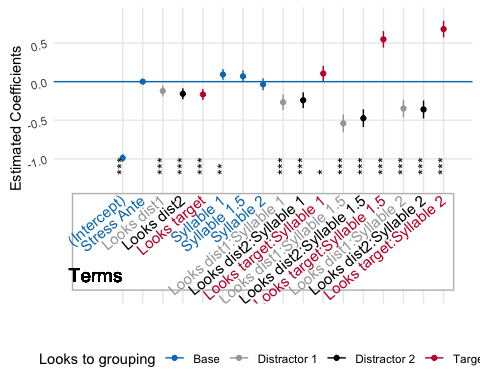 Estimated Coefficients
0.5
0.0
-0.5
-1.0
***
***
***
***
**
***
***
*
***
***
***
***
***
***
(Intercept)
Stress Ante
Looks dist1
Looks dist2
Looks target
Syllable 1
Syllable 1.5
Syllable 2
Looks dist1:Syllable 1
Looks dist2:Syllable 1
Looks target:Syllable 1
Looks dist1:Syllable 1.5
Looks dist2:Syllable 1.5
Looks target:Syllable 1.5
Looks dist1:Syllable 2
Looks dist2:Syllable 2
Looks target:Syllable 2
Terms
Looks to grouping Base Distractor 1 Distractor 2 Targe